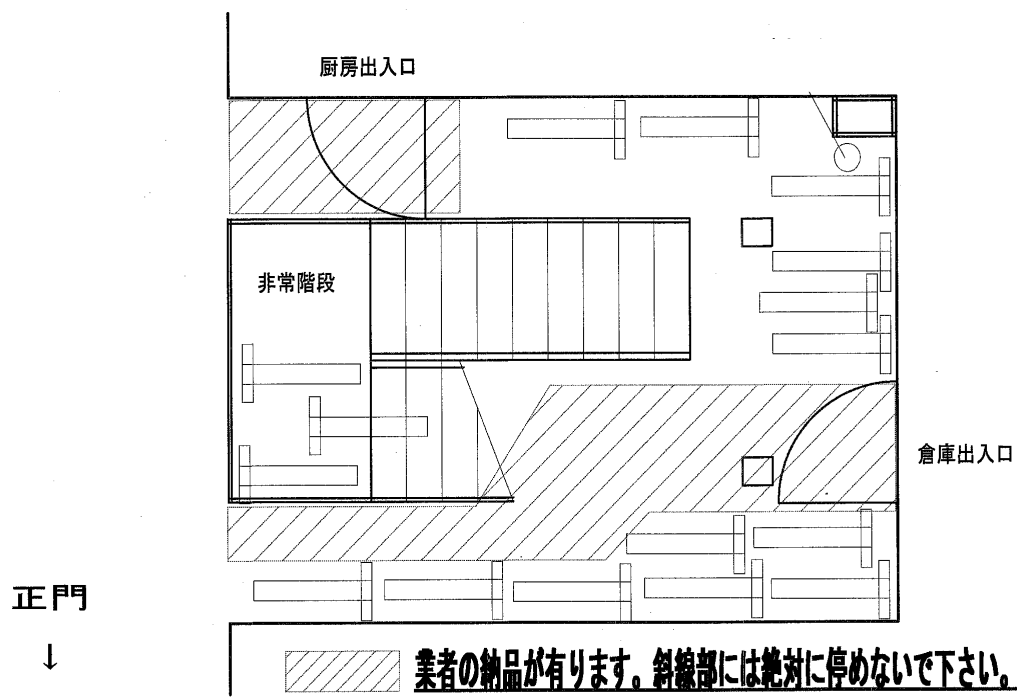 厨房出入口
非常階段
倉庫出入口
正門
↓
業者の納品が有ります。斜線部には絶対に停めないで下さい。